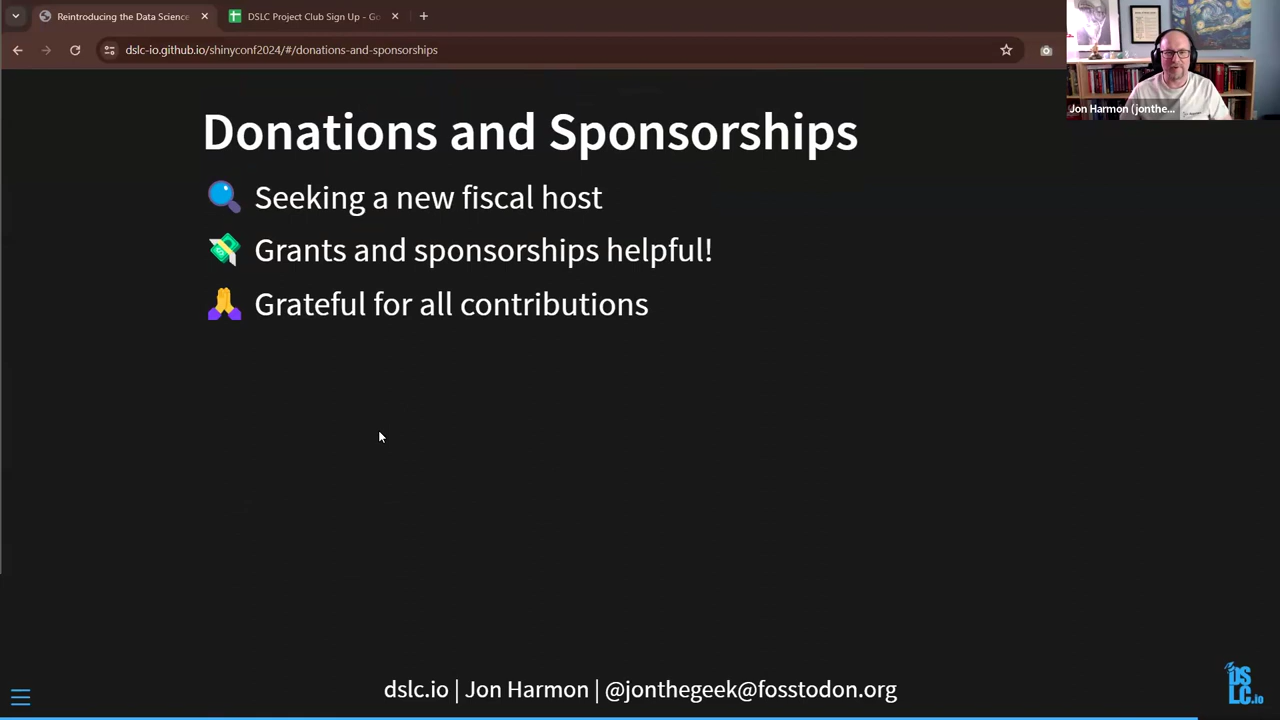 Reintroducing the Data Science
DSLC Project Club Sign Up - Go
dslc-io.github.io/shinyconf2024/#/donations-and-sponsorships
Jon Harmon (jonthe...
Donations and Sponsorships
Seeking a new fiscal host
Grants and sponsorships helpful!
Grateful for all contributions
dslc.io | Jon Harmon | @jonthegeek@fosstodon.org
DS
LC.io